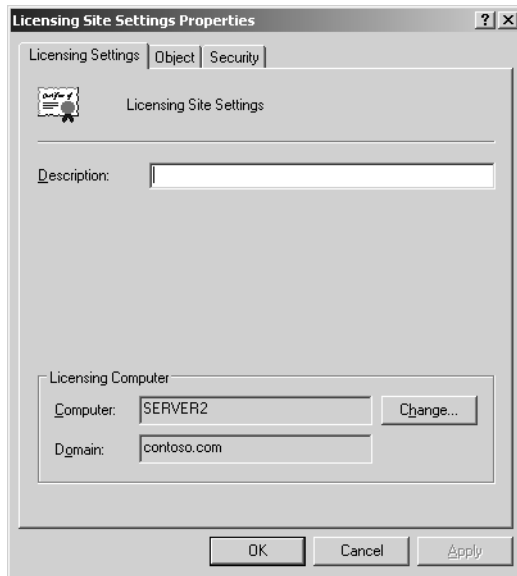 Licensing Site Settings Properties
Licensing Settings Object Security
Licensing Site Settings
Description:
Licensing Computer
Computer: SERVER2 Change...
Domain: contoso.com
OK Cancel Apply